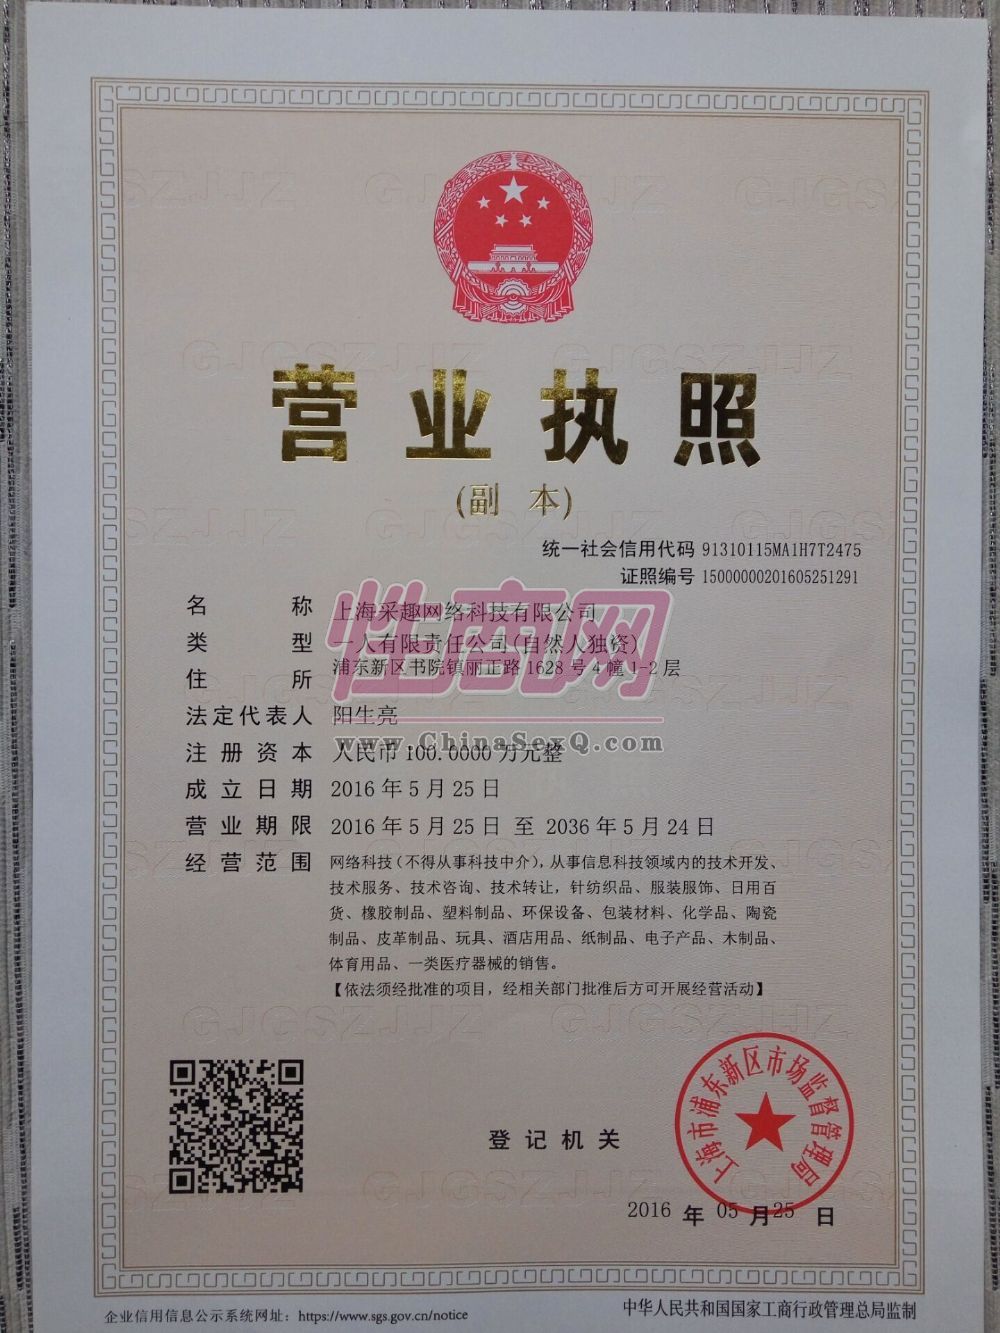 营业执照
(副 本)
统一社会信用代码 91310115MA1H7T2475
证照编号 15000000201605251291
名 称 上海采趣网络科技有限公司
类 型 一人有限责任公司(自然人独资)
住 所 浦东新区书院镇丽正路1628号4幢1-2层
法定代表人 阳生亮
注册资本 人民币100.0000万元整
成立日期 2016年5月25日
营业期限 2016年5月25日 至 2036年5月24日
经营范围 网络科技(不得从事科技中介),从事信息科技领域内的技术开发、
技术服务、技术咨询、技术转让,针纺织品、服装服饰、日用百
货、橡胶制品、塑料制品、环保设备、包装材料、化学品、陶瓷
制品、皮革制品、玩具、酒店用品、纸制品、电子产品、木制品、
体育用品、一类医疗器械的销售。
【依法须经批准的项目,经相关部门批准后方可开展经营活动】
性商网
www.ChinaSexQ.com
登记机关
上海市浦东新区市场监督管理局
2016 年 05 月 25 日
企业信用信息公示系统网址: https://www.sgs.gov.cn/notice
中华人民共和国国家工商行政管理总局监制
GJGSZJJZ